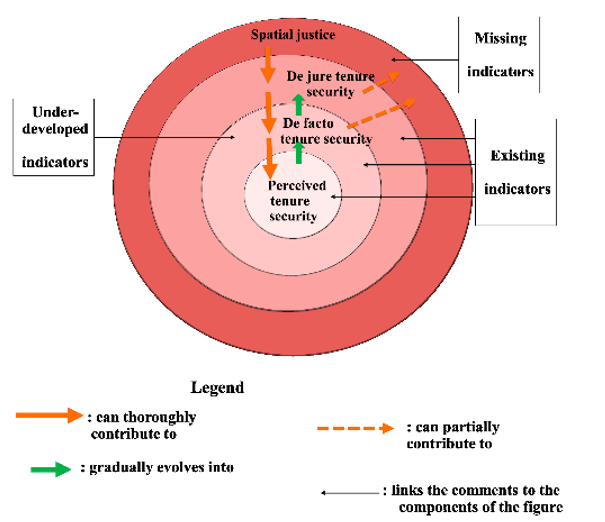 Spatial justice
Missing
indicators
De jure tenure
security
Under-
developed
indicators
De facto
tenure security
Existing
indicators
Perceived
tenure
security
Legend
: can thoroughly
contribute to
: can partially
contribute to
: gradually evolves into
: links the comments to the
components of the figure